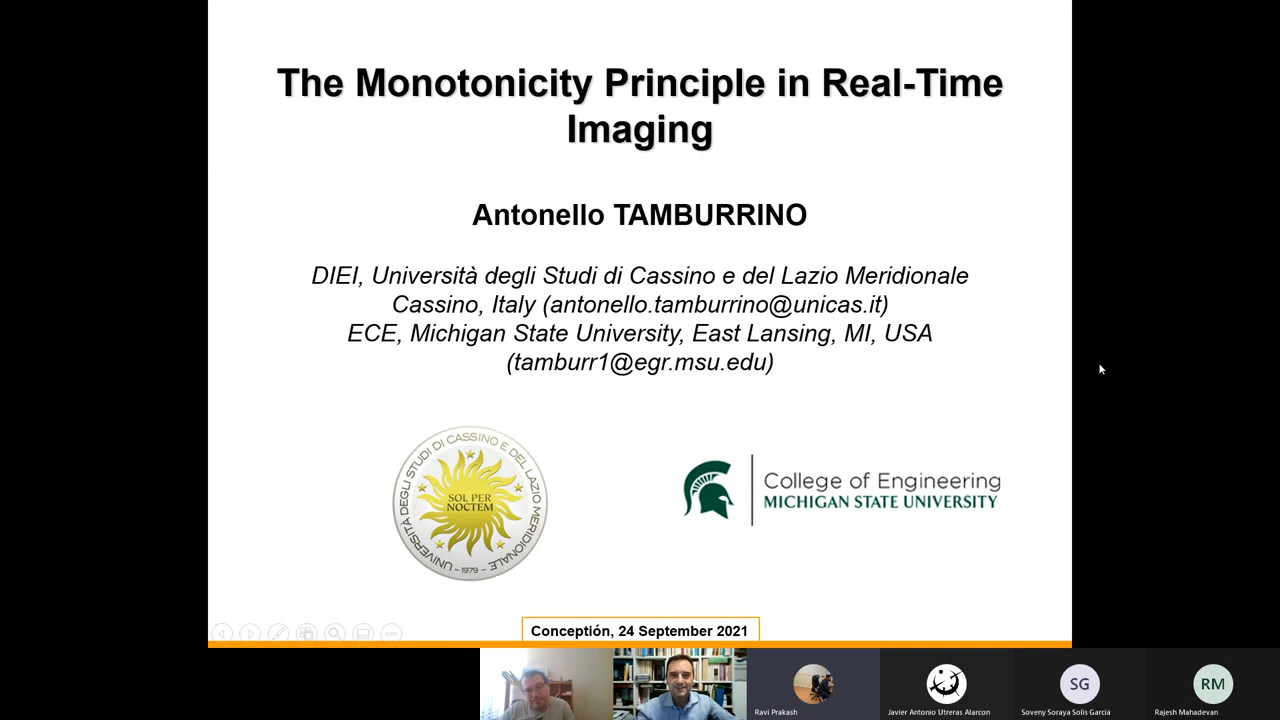 The Monotonicity Principle in Real-Time
Imaging
Antonello TAMBURRINO
DIEI, Università degli Studi di Cassino e del Lazio Meridionale
Cassino, Italy (antonello.tamburrino@unicas.it)
ECE, Michigan State University, East Lansing, MI, USA
(tamburr1@egr.msu.edu)
UNIVERSITÀ DEGLI STUDI DI CASSINO E DEL LAZIO MERIDIONALE
SOL PER
NOCTEM
– 1979 –
College of Engineering
MICHIGAN STATE UNIVERSITY
Conceptión, 24 September 2021
SG
RM
Ravi Prakash
Javier Antonio Utreras Alarcon
Soveny Soraya Solis Garcia
Rajesh Mahadevan